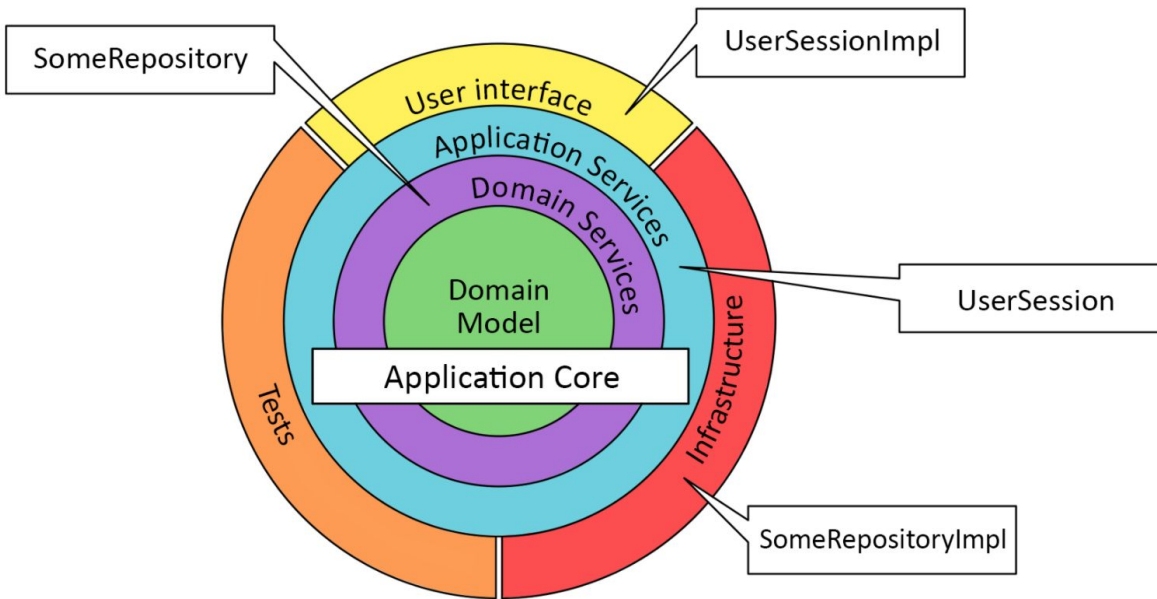 SomeRepository
UserSessionImpl
User interface
Application Services
Domain Services
Domain
Model
UserSession
Application Core
Tests
Infrastructure
SomeRepositoryImpl